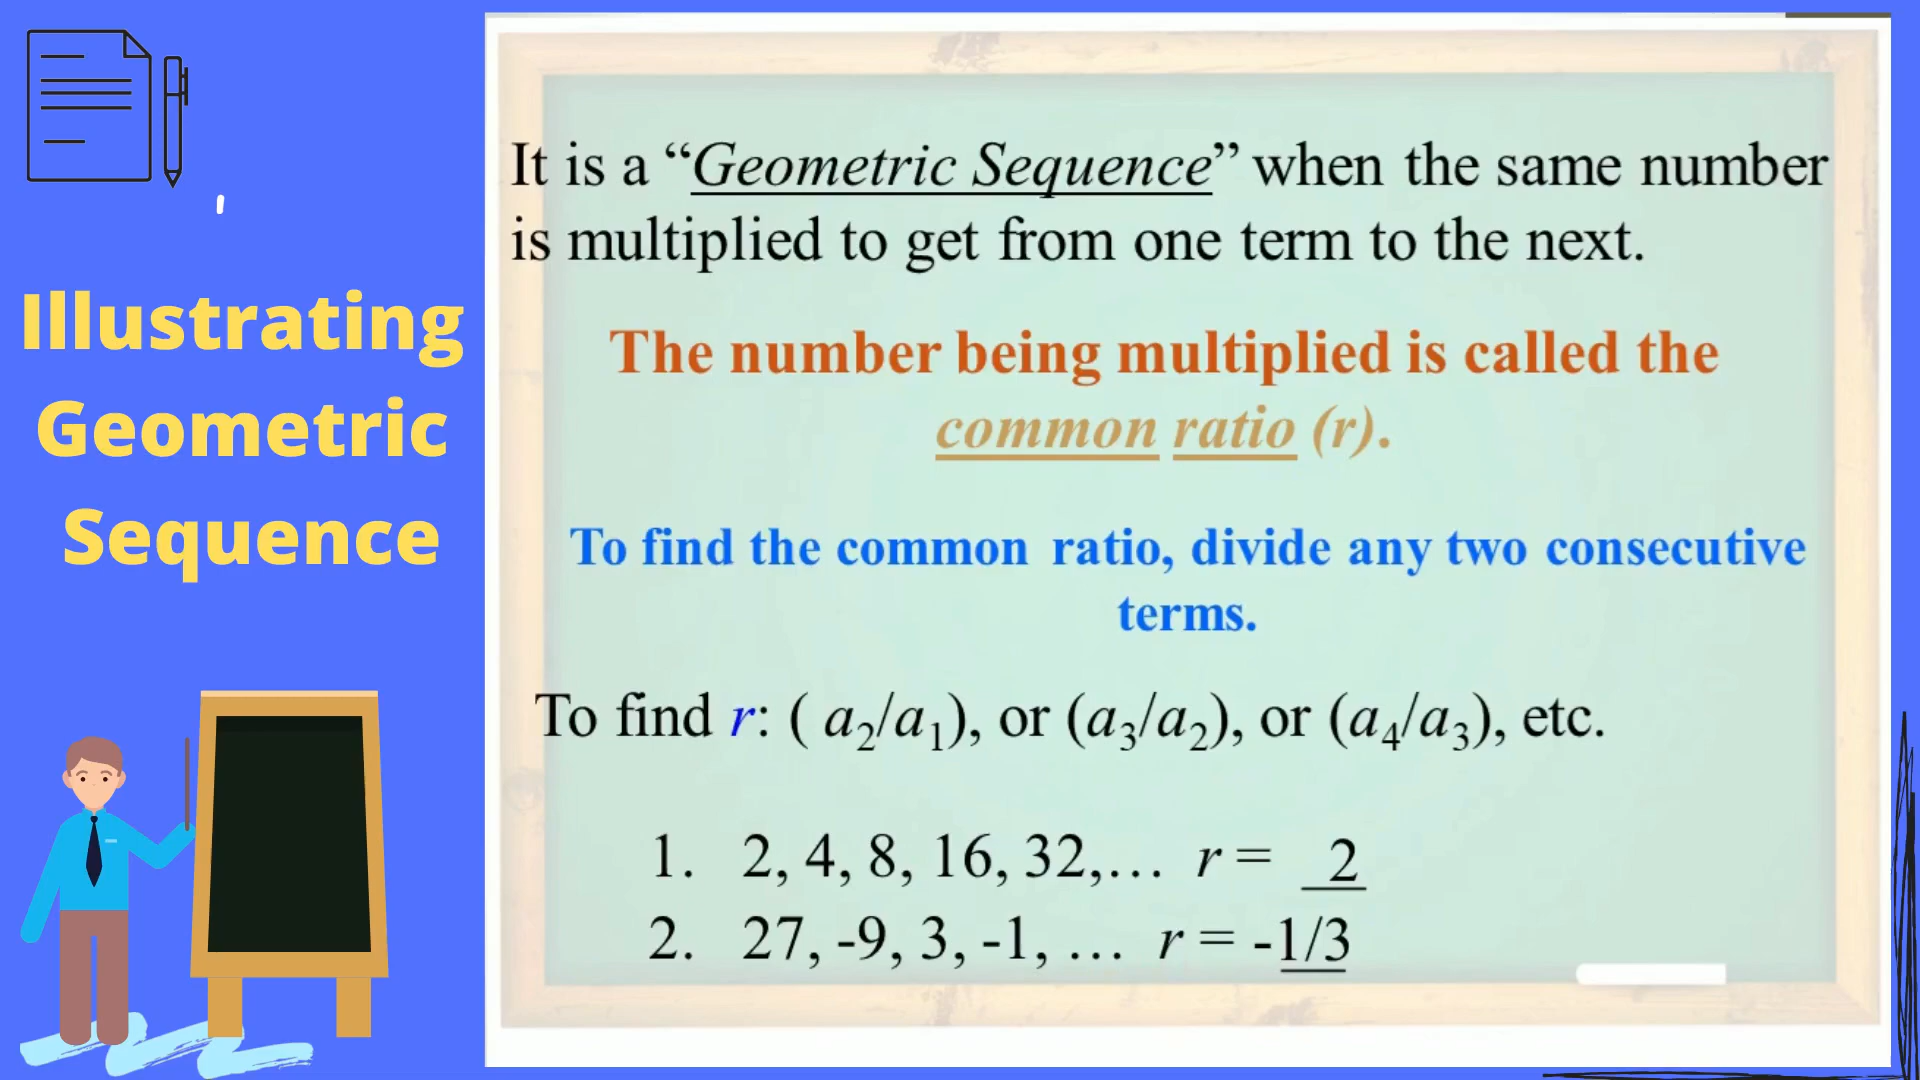 Illustrating
Geometric
Sequence
It is a “Geometric Sequence” when the same number
is multiplied to get from one term to the next.
The number being multiplied is called the
common ratio (r).
To find the common ratio, divide any two consecutive
terms.
To find r: ( a₂/a₁), or (a₃/a₂), or (a₄/a₃), etc.
1. 2, 4, 8, 16, 32,… r = 2
2. 27, -9, 3, -1, … r = -1/3